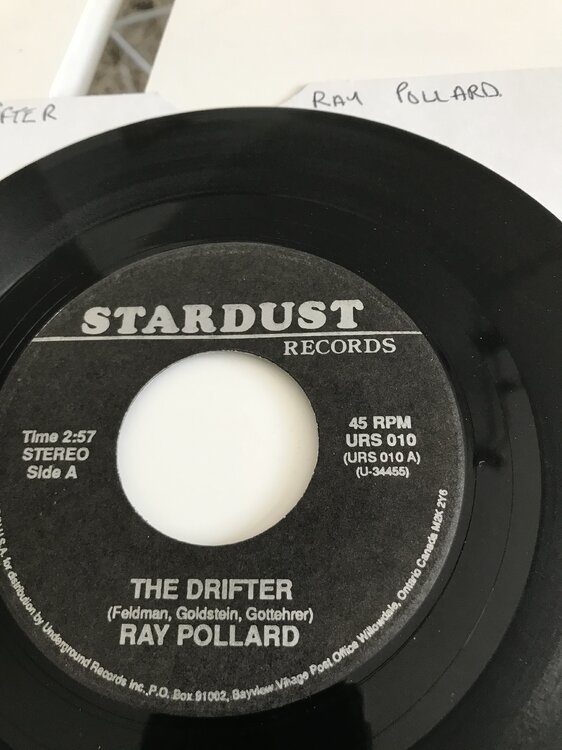 FTER
RAY POLLARD.
STARDUST
RECORDS
Time 2:57
STEREO
Side A
45 RPM
URS 010
(URS 010 A)
(U-34455)
THE DRIFTER
(Feldman, Goldstein, Gottehrer)
RAY POLLARD
U.S.A. for distribution by Underground Records Inc., P.O. Box 91002, Bayview Village Post Office Willowdale, Ontario Canada M2K 2Y6